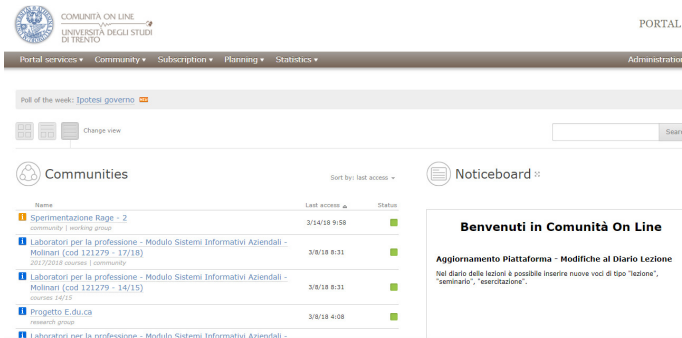 COMUNITÀ ON LINE
UNIVERSITÀ DEGLI STUDI
DI TRENTO
PORTAL
Portal services ▾ Community ▾ Subscription ▾ Planning ▾ Statistics ▾ Administration
Poll of the week: Ipotesi governo
Change view
Sear
Communities
Sort by: last access
Noticeboard
Name Last access Status
Sperimentazione Rage - 2
community | working group
3/14/18 9:58
Laboratori per la professione - Modulo Sistemi Informativi Aziendali -
Molinari (cod 121279 - 17/18)
2017/2018 courses | community
3/8/18 8:31
Laboratori per la professione - Modulo Sistemi Informativi Aziendali -
Molinari (cod 121279 - 14/15)
courses 14/15
3/8/18 8:31
Progetto E.du.ca
research group
3/8/18 4:08
Laboratori per la professione - Modulo Sistemi Informativi Aziendali -
Benvenuti in Comunità On Line
Aggiornamento Piattaforma - Modifiche al Diario Lezione
Nel diario delle lezioni è possibile inserire nuove voci di tipo "lezione",
"seminario", "esercitazione".